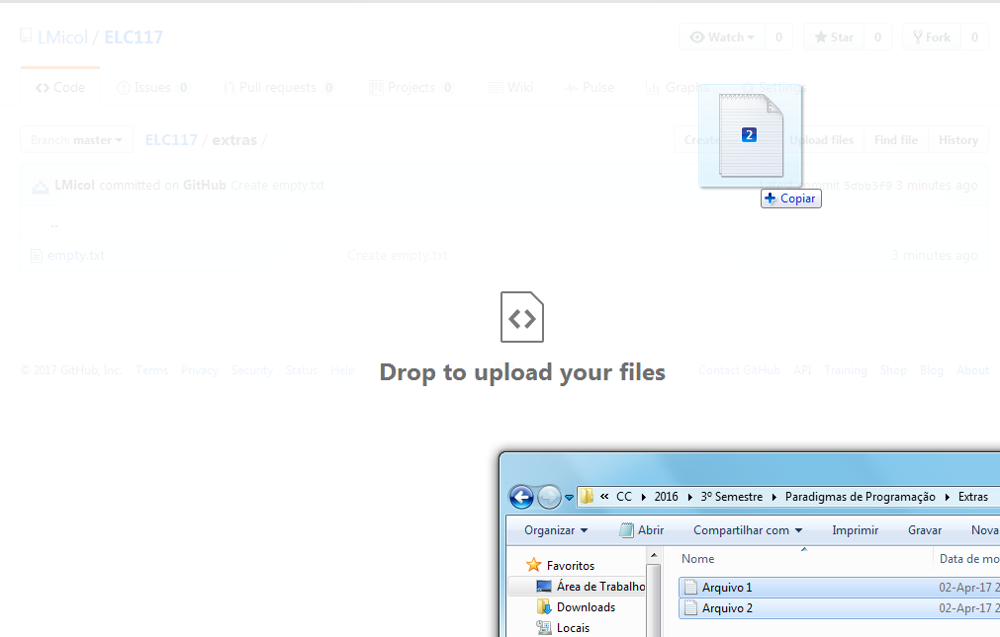 LMicol / ELC117
Watch 0 Star 0 Fork 0
Code Issues 0 Pull requests 0 Projects 0 Wiki Pulse Graphs Settings
Branch: master ELC117 / extras / Upload files Find file History
2
LMicol committed on GitHub Create empty.txt commit 5dbb3f9 3 minutes ago
Copiar
..
empty.txt Create empty.txt 3 minutes ago
Drop to upload your files
© 2017 GitHub, Inc. Terms Privacy Security Status Help Contact GitHub API Training Shop Blog About
« CC 2016 3º Semestre Paradigmas de Programação Extras
Organizar Abrir Compartilhar com Imprimir Gravar Nova
Nome Data de mo
Favoritos
Área de Trabalho Arquivo 1 02-Apr-17 2
Downloads Arquivo 2 02-Apr-17 2
Locais